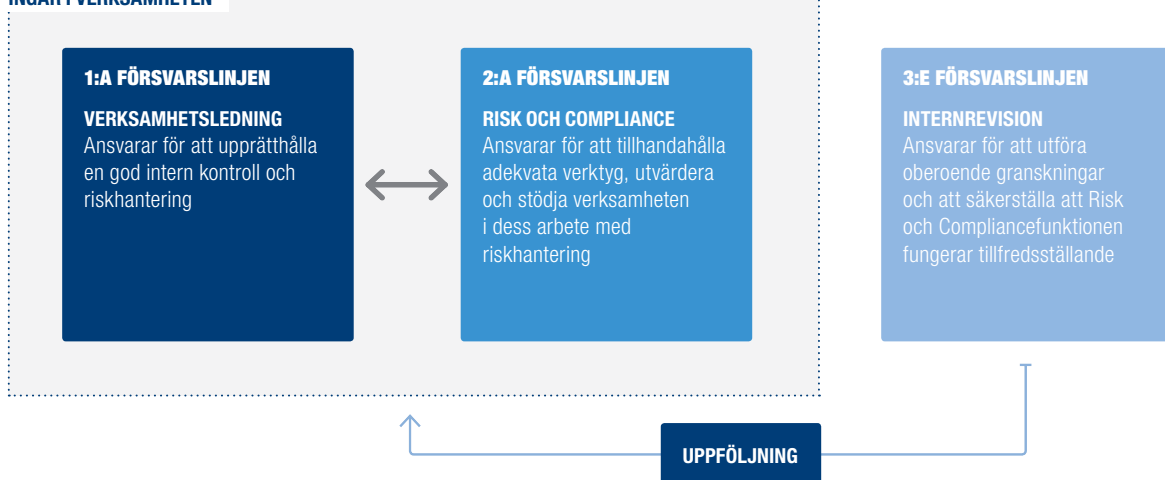 INGÅR I VERKSAMHETEN
1:A FÖRSVARSLINJEN
VERKSAMHETSLEDNING
Ansvarar för att upprätthålla
en god intern kontroll och
riskhantering
2:A FÖRSVARSLINJEN
RISK OCH COMPLIANCE
Ansvarar för att tillhandahålla
adekvata verktyg, utvärdera
och stödja verksamheten
i dess arbete med
riskhantering
3:E FÖRSVARSLINJEN
INTERNREVISION
Ansvarar för att utföra
oberoende granskningar
och att säkerställa att Risk
och Compliancefunktionen
fungerar tillfredsställande
UPPFÖLJNING